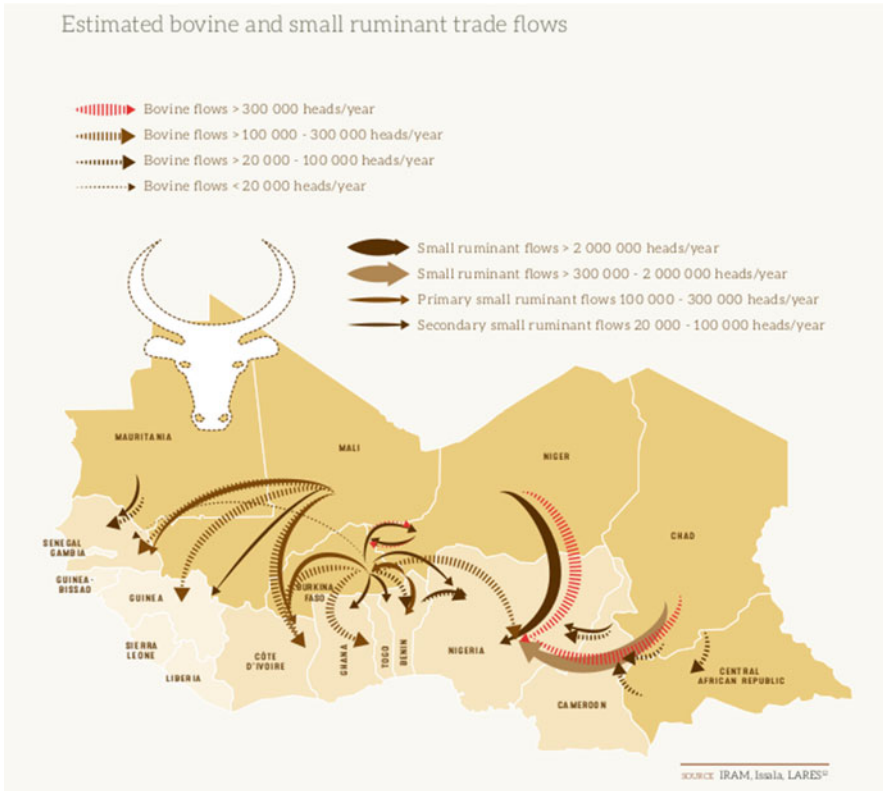 Estimated bovine and small ruminant trade flows
Bovine flows > 300 000 heads/year
Bovine flows >100 000 - 300 000 heads/year
Bovine flows >20 000 - 100 000 heads/year
Bovine flows <20 000 heads/year
Small ruminant flows > 2 000 000 heads/year
Small ruminant flows > 300 000 - 2 000 000 heads/year
Primary small ruminant flows 100 000 - 300 000 heads/year
Secondary small ruminant flows 20 000 - 100 000 heads/year
MAURITANIA
MALI
NIGER
CHAD
SENEGAL
GAMBIA
GUINEA-
BISSAD
GUINEA
BURKINA
FASO
SIERRA
LEONE
LIBERIA
CÔTE
D'IVOIRE
GHANA
TOGO
BENIN
NIGERIA
CAMEROON
CENTRAL
AFRICAN REPUBLIC
SOURCE IRAM, Issala, LARES